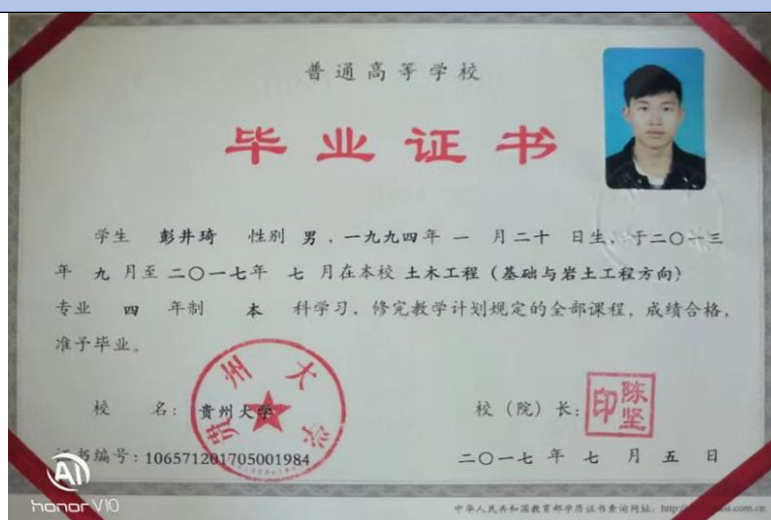 普通高等学校
毕业证书
学生 彭井琦 性别 男 ，一九九四年 一 月二十 日生，于二〇一三
年 九 月至 二〇一七年 七 月在本校 土木工程（基础与岩土工程方向）
专业 四 年制 本 科学习，修完教学计划规定的全部课程，成绩合格，
准予毕业。
校 名：贵州大学
校（院）长：
贵州大学
陈坚印
证书编号：106571201705001984
二〇一七 年 七 月 五 日
AI
honor V10
中华人民共和国教育部学历证书查询网址：